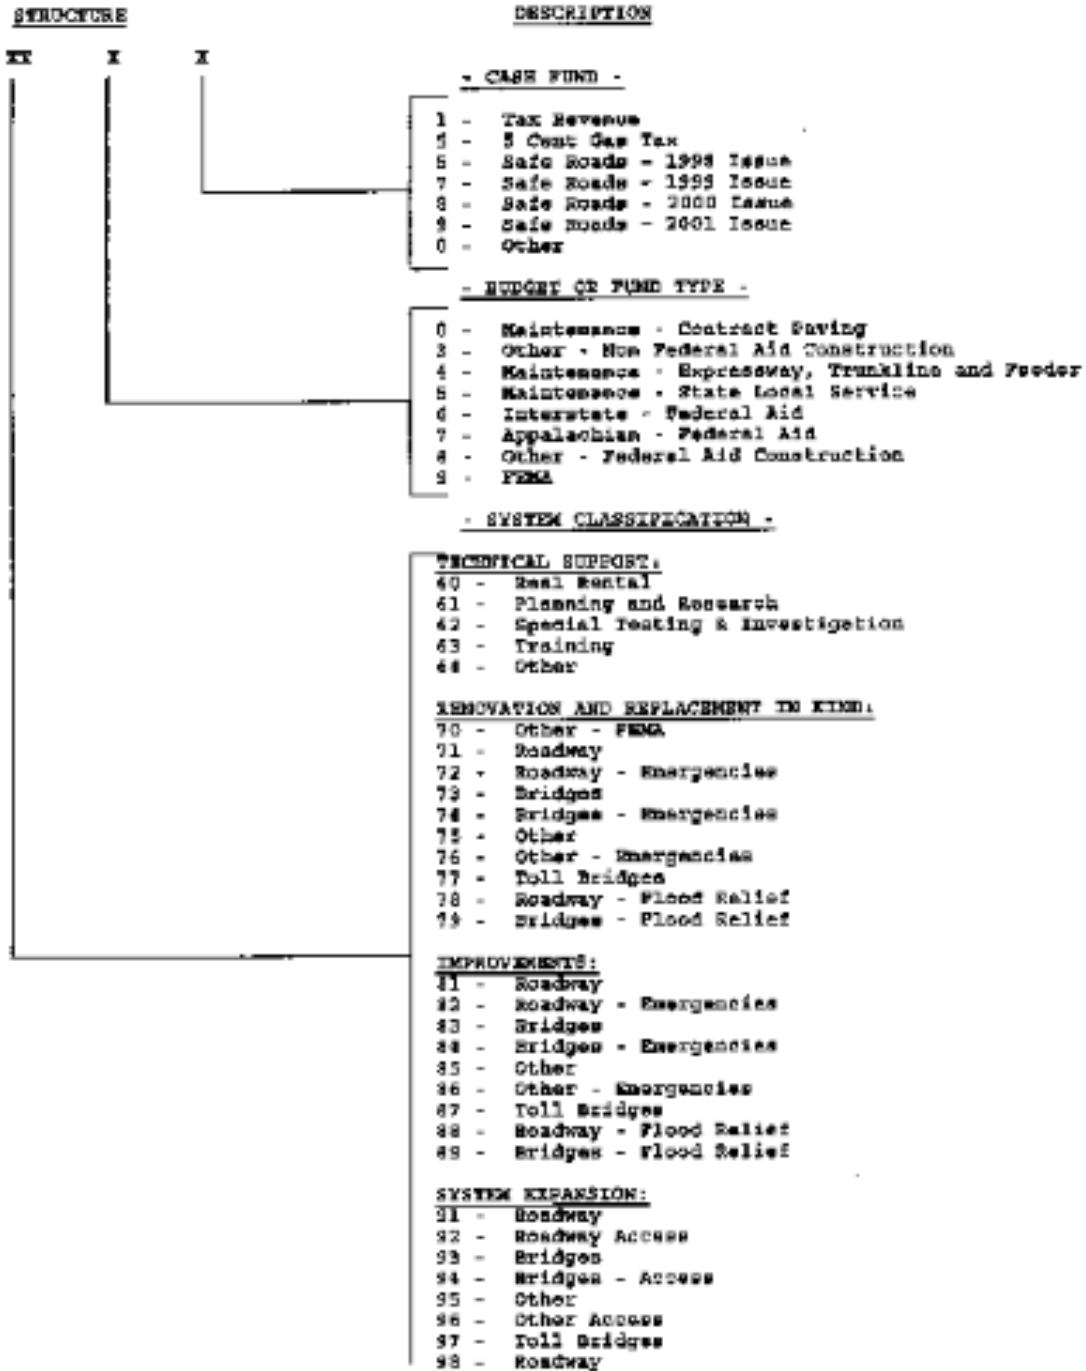 STRUCTURE DESCRIPTION
XX X X
- CASH FUND -
1 - Tax Revenue
5 - 5 Cent Gas Tax
6 - Safe Roads - 1998 Issue
7 - Safe Roads - 1999 Issue
8 - Safe Roads - 2000 Issue
9 - Safe Roads - 2001 Issue
0 - Other
- BUDGET OR FUND TYPE -
0 - Maintenance - Contract Paving
3 - Other - Non Federal Aid Construction
4 - Maintenance - Expressway, Trunkline and Feeder
5 - Maintenance - State Local Service
6 - Interstate - Federal Aid
7 - Appalachian - Federal Aid
8 - Other - Federal Aid Construction
9 - FEMA
- SYSTEM CLASSIFICATION -
TECHNICAL SUPPORT:
60 - Real Rental
61 - Planning and Research
62 - Special Testing & Investigation
63 - Training
64 - Other
RENOVATION AND REPLACEMENT IN KIND:
70 - Other - FEMA
71 - Roadway
72 - Roadway - Emergencies
73 - Bridges
74 - Bridges - Emergencies
75 - Other
76 - Other - Emergencies
77 - Toll Bridges
78 - Roadway - Flood Relief
79 - Bridges - Flood Relief
IMPROVEMENTS:
81 - Roadway
82 - Roadway - Emergencies
83 - Bridges
84 - Bridges - Emergencies
85 - Other
86 - Other - Emergencies
87 - Toll Bridges
88 - Roadway - Flood Relief
89 - Bridges - Flood Relief
SYSTEM EXPANSION:
91 - Roadway
92 - Roadway Access
93 - Bridges
94 - Bridges - Access
95 - Other
96 - Other Access
97 - Toll Bridges
98 - Roadway